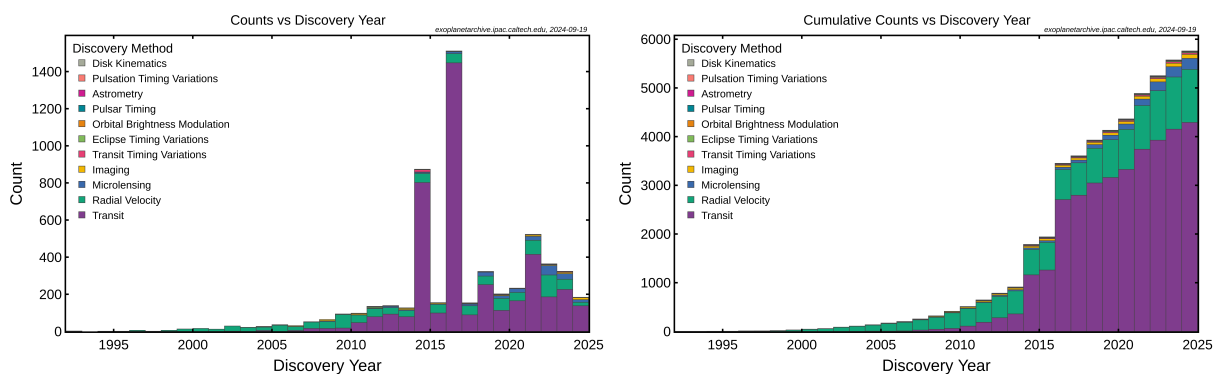 Counts vs Discovery Year
exoplanetarchive.ipac.caltech.edu, 2024-09-19
Discovery Method
Disk Kinematics
Pulsation Timing Variations
Astrometry
Pulsar Timing
Orbital Brightness Modulation
Eclipse Timing Variations
Transit Timing Variations
Imaging
Microlensing
Radial Velocity
Transit
Count
1400
1200
1000
800
600
400
200
0
1995 2000 2005 2010 2015 2020 2025
Discovery Year
Cumulative Counts vs Discovery Year
exoplanetarchive.ipac.caltech.edu, 2024-09-19
Discovery Method
Disk Kinematics
Pulsation Timing Variations
Astrometry
Pulsar Timing
Orbital Brightness Modulation
Eclipse Timing Variations
Transit Timing Variations
Imaging
Microlensing
Radial Velocity
Transit
Count
6000
5000
4000
3000
2000
1000
0
1995 2000 2005 2010 2015 2020 2025
Discovery Year